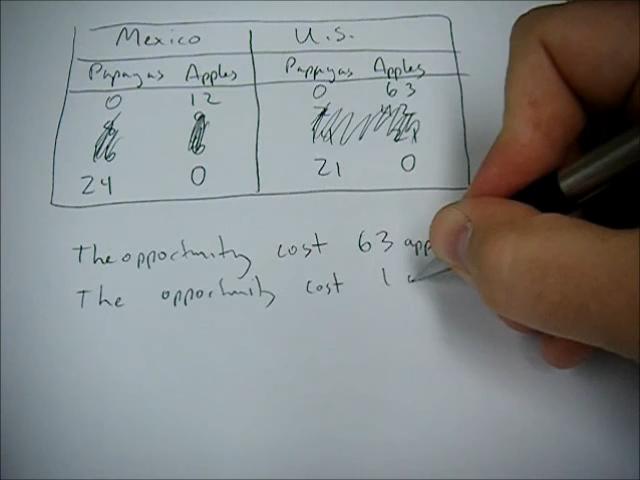 Mexico U.S.
Papayas Apples Pappayas Apples
0 12 0 63
24 0 21 0
The opportunity cost 63 app
The opportunity cost 1